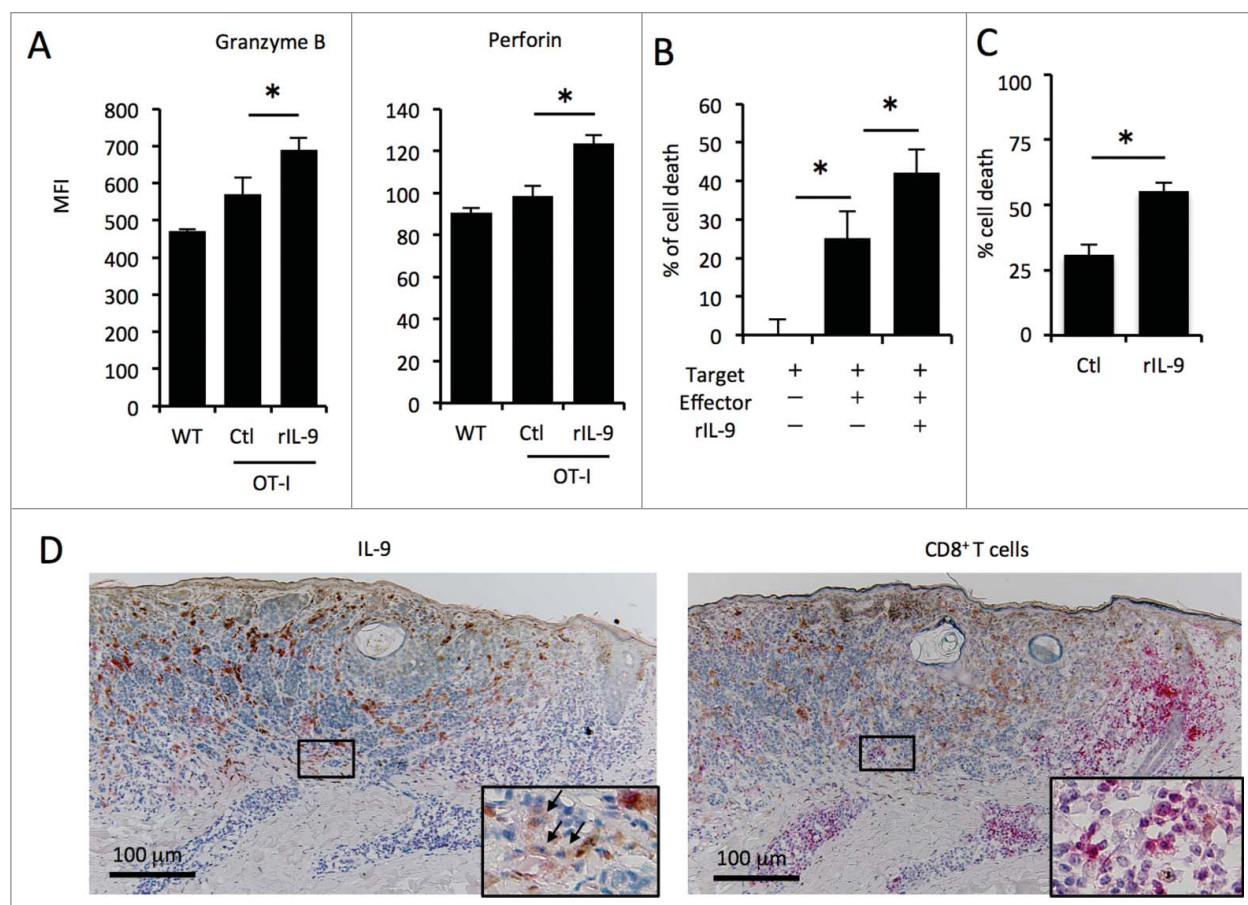 A
Granzyme B
MFI
800
700
600
500
400
300
200
100
0
*
WT Ctl rIL-9
OT-I
Perforin
140
120
100
80
60
40
20
0
*
WT Ctl rIL-9
OT-I
B
% of cell death
60
50
40
30
20
10
0
*
*
Target + + +
Effector – + +
rIL-9 – – +
C
% cell death
100
75
50
25
0
*
Ctl rIL-9
D
IL-9
100 µm
CD8⁺ T cells
100 µm